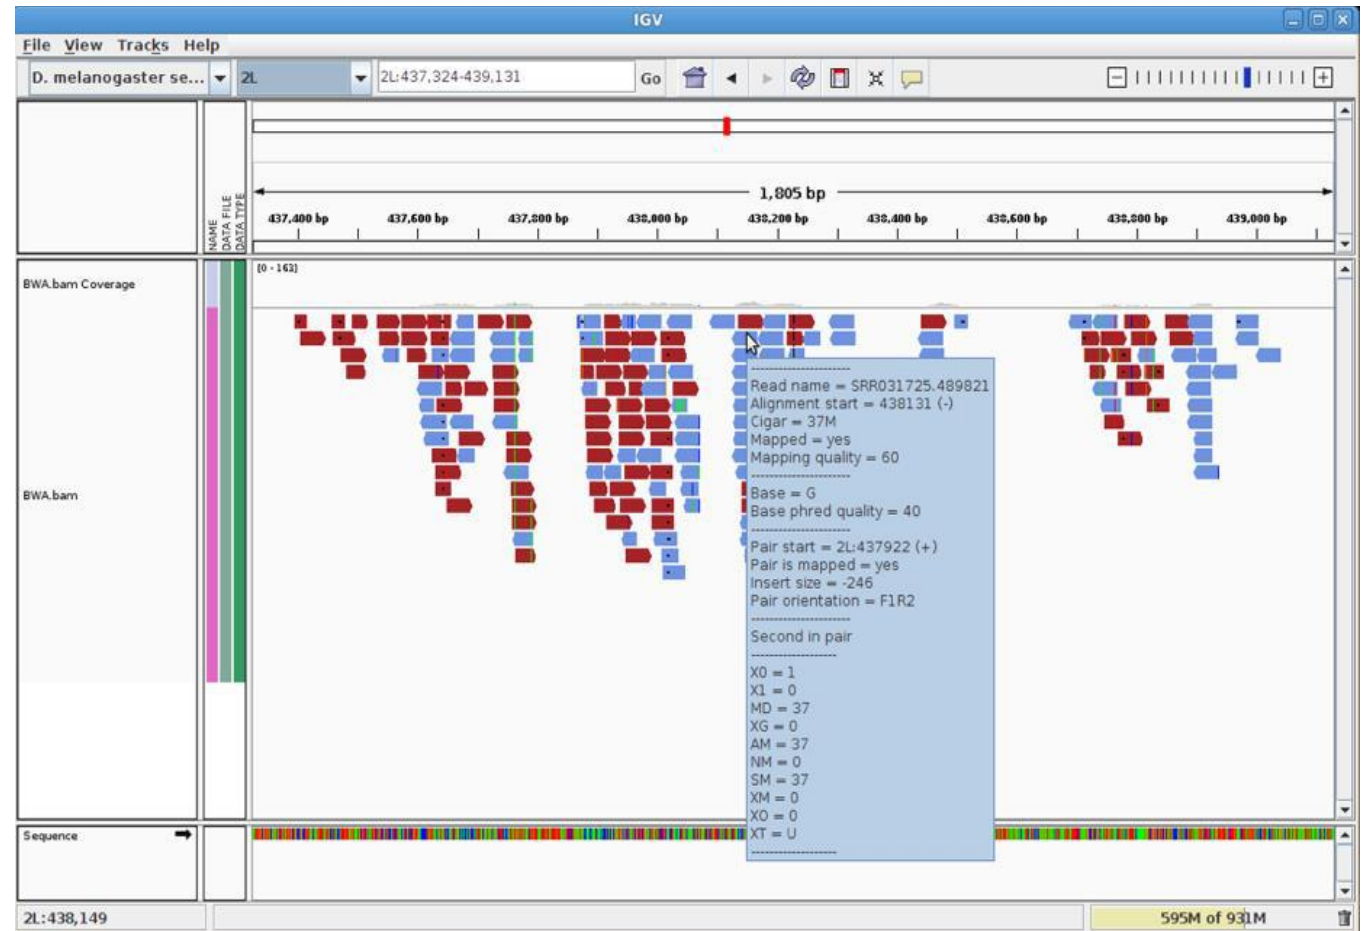 IGV
File View Tracks Help
D. melanogaster se... 2L 2L:437,324-439,131 Go
NAME
DATA FILE
DATA TYPE
1,805 bp
437,400 bp 437,600 bp 437,800 bp 438,000 bp 438,200 bp 438,400 bp 438,600 bp 438,800 bp 439,000 bp
[0 - 163]
BWA.bam Coverage
BWA.bam
--------------------
Read name = SRR031725.489821
Alignment start = 438131 (-)
Cigar = 37M
Mapped = yes
Mapping quality = 60
--------------------
Base = G
Base phred quality = 40
--------------------
Pair start = 2L:437922 (+)
Pair is mapped = yes
Insert size = -246
Pair orientation = F1R2
--------------------
Second in pair
--------------------
X0 = 1
X1 = 0
MD = 37
XG = 0
AM = 37
NM = 0
SM = 37
XM = 0
XO = 0
XT = U
--------------------
Sequence
2L:438,149
595M of 931M